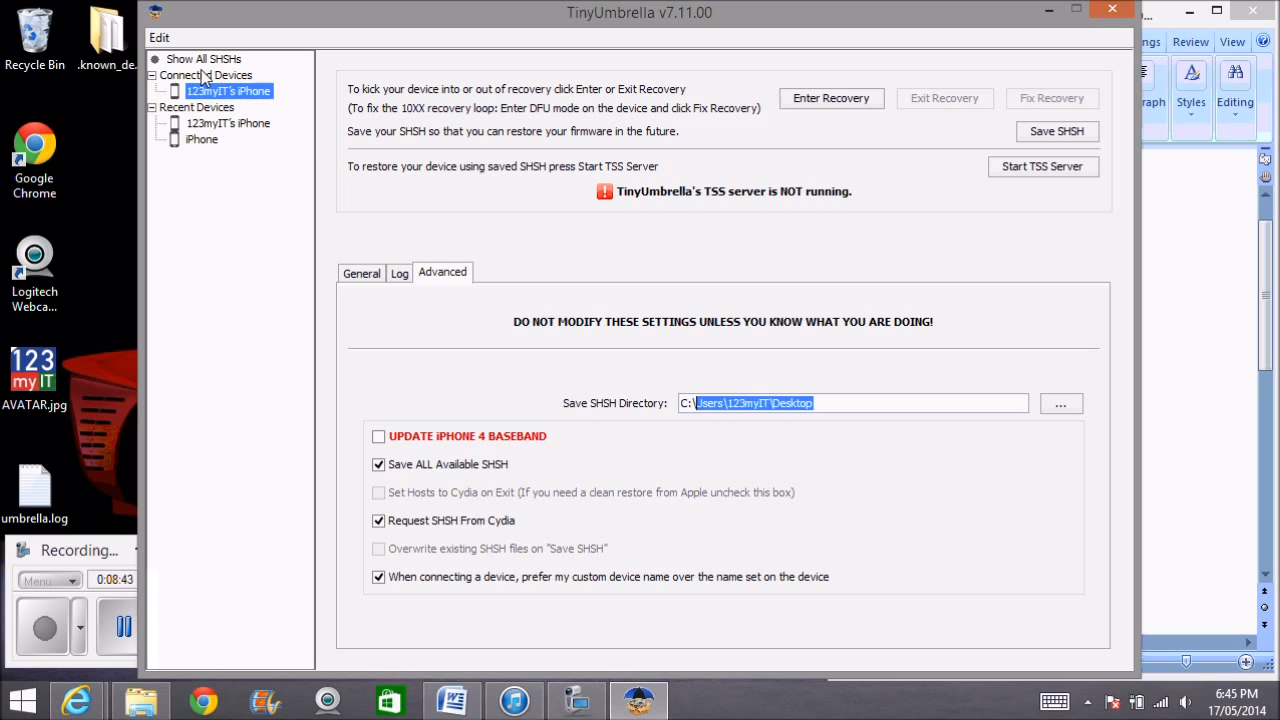 TinyUmbrella v7.11.00
Edit
Show All SHSHs
Connected Devices
123myIT's iPhone
Recent Devices
123myIT's iPhone
iPhone
To kick your device into or out of recovery click Enter or Exit Recovery
(To fix the 10XX recovery loop: Enter DFU mode on the device and click Fix Recovery)
Enter Recovery
Exit Recovery
Fix Recovery
Save your SHSH so that you can restore your firmware in the future.
Save SHSH
To restore your device using saved SHSH press Start TSS Server
Start TSS Server
TinyUmbrella's TSS server is NOT running.
General
Log
Advanced
DO NOT MODIFY THESE SETTINGS UNLESS YOU KNOW WHAT YOU ARE DOING!
Save SHSH Directory:
C:\Users\123myIT\Desktop
...
UPDATE iPHONE 4 BASEBAND
Save ALL Available SHSH
Set Hosts to Cydia on Exit (If you need a clean restore from Apple uncheck this box)
Request SHSH From Cydia
Overwrite existing SHSH files on "Save SHSH"
When connecting a device, prefer my custom device name over the name set on the device
Recycle Bin
.known_de...
Google
Chrome
Logitech
Webca...
123
my IT
AVATAR.jpg
umbrella.log
Recording...
Menu
0:08:43
...
ngs
Review
View
graph
Styles
Editing
6:45 PM
17/05/2014